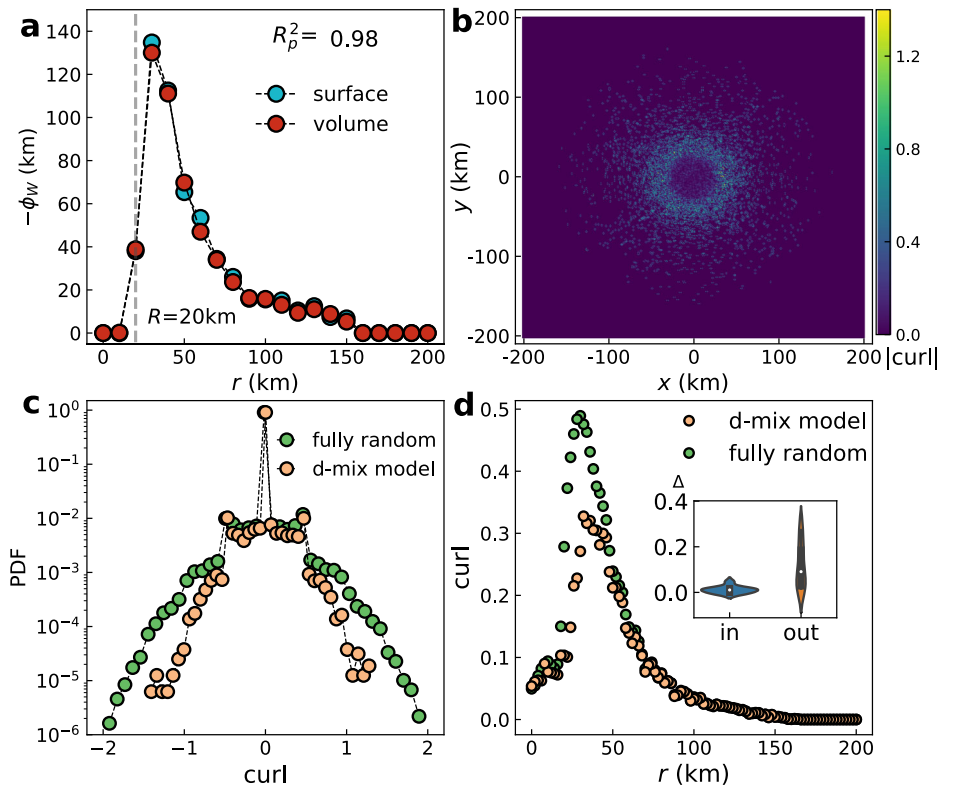 a
−ϕ_W (km)
140
120
100
80
60
40
20
0
R_p^2 = 0.98
surface
volume
R=20km
0 50 100 150 200
r (km)
b
y (km)
200
100
0
-100
-200
-200 -100 0 100 200
x (km)
1.2
0.8
0.4
0.0
|curl|
c
PDF
10^0
10^−1
10^−2
10^−3
10^−4
10^−5
10^−6
fully random
d-mix model
−2 −1 0 1 2
curl
d
curl
0.5
0.4
0.3
0.2
0.1
0.0
d-mix model
fully random
Δ
0.4
0.2
0.0
in out
0 50 100 150 200
r (km)